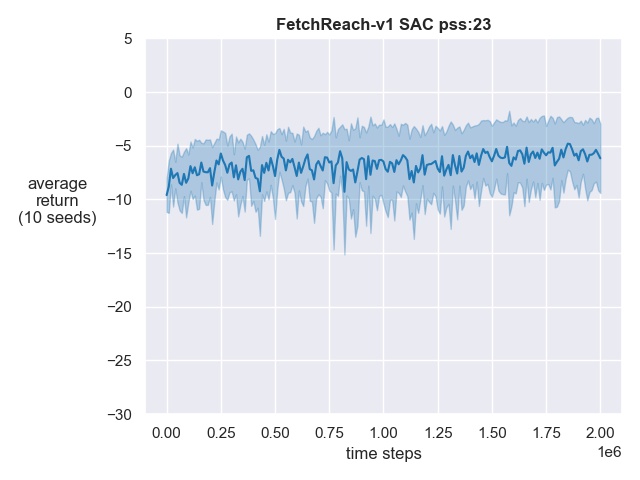 FetchReach-v1 SAC pss:23
5
0
−5
−10
−15
−20
−25
−30
average
return
(10 seeds)
0.00 0.25 0.50 0.75 1.00 1.25 1.50 1.75 2.00
time steps
1e6